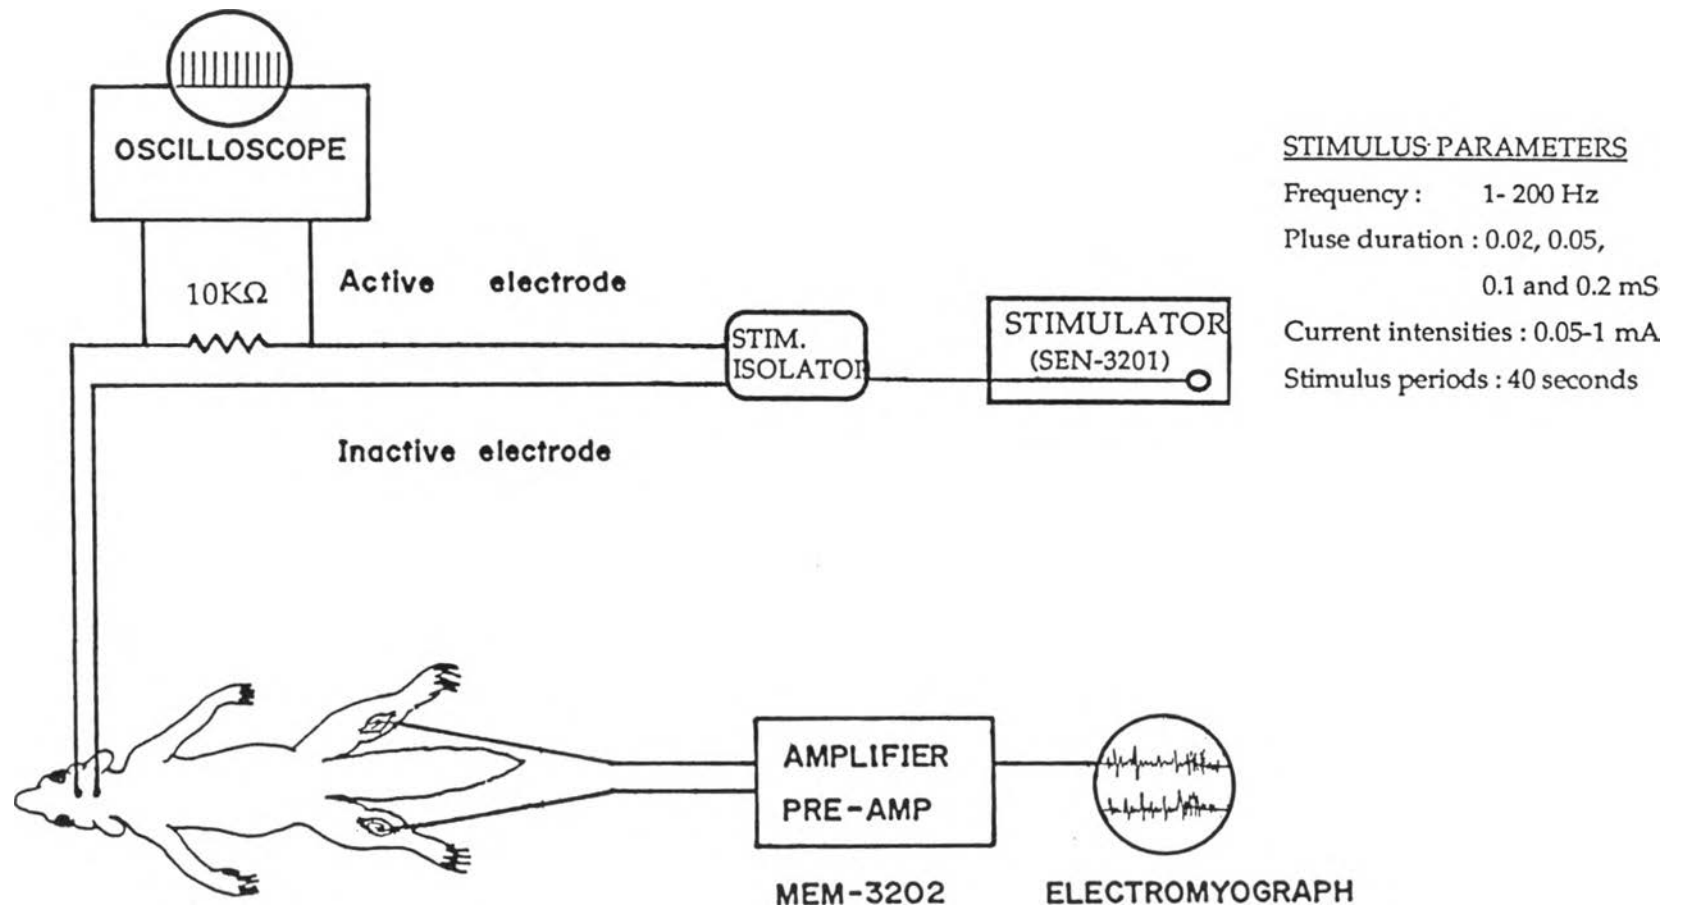 OSCILLOSCOPE
10KΩ
Active electrode
Inactive electrode
STIM.
ISOLATOR
STIMULATOR
(SEN-3201)
STIMULUS PARAMETERS
Frequency : 1- 200 Hz
Pluse duration : 0.02, 0.05,
0.1 and 0.2 mS
Current intensities : 0.05-1 mA
Stimulus periods : 40 seconds
AMPLIFIER
PRE-AMP
MEM-3202
ELECTROMYOGRAPH